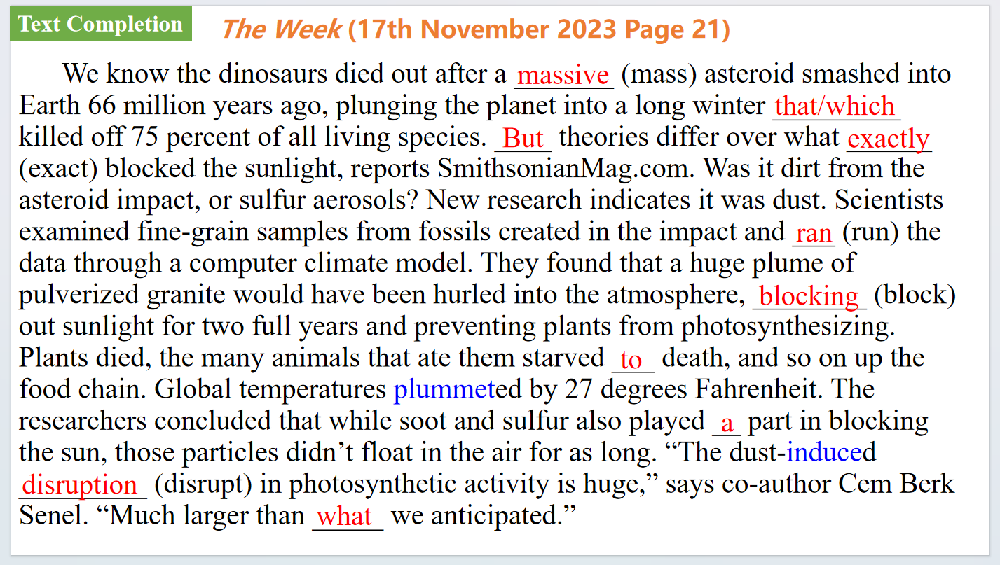 Text Completion
The Week (17th November 2023 Page 21)
We know the dinosaurs died out after a massive (mass) asteroid smashed into
Earth 66 million years ago, plunging the planet into a long winter that/which
killed off 75 percent of all living species. But theories differ over what exactly
(exact) blocked the sunlight, reports SmithsonianMag.com. Was it dirt from the
asteroid impact, or sulfur aerosols? New research indicates it was dust. Scientists
examined fine-grain samples from fossils created in the impact and ran (run) the
data through a computer climate model. They found that a huge plume of
pulverized granite would have been hurled into the atmosphere, blocking (block)
out sunlight for two full years and preventing plants from photosynthesizing.
Plants died, the many animals that ate them starved to death, and so on up the
food chain. Global temperatures plummeted by 27 degrees Fahrenheit. The
researchers concluded that while soot and sulfur also played a part in blocking
the sun, those particles didn’t float in the air for as long. “The dust-induced
disruption (disrupt) in photosynthetic activity is huge,” says co-author Cem Berk
Senel. “Much larger than what we anticipated.”